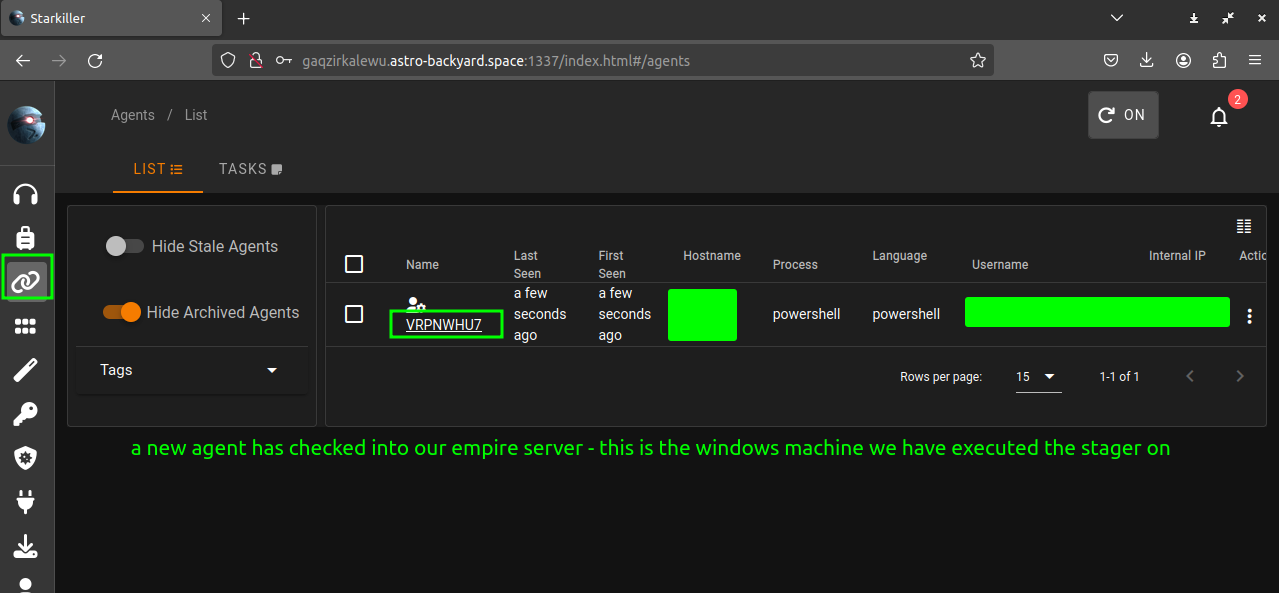 Starkiller
gaqzirkalewu.astro-backyard.space:1337/index.html#/agents
Agents / List
ON
2
LIST
TASKS
Hide Stale Agents
Hide Archived Agents
Tags
Name
Last Seen
First Seen
Hostname
Process
Language
Username
Internal IP
Actic
VRPNWHU7
a few seconds ago
a few seconds ago
powershell
powershell
Rows per page:
15
1-1 of 1
a new agent has checked into our empire server - this is the windows machine we have executed the stager on